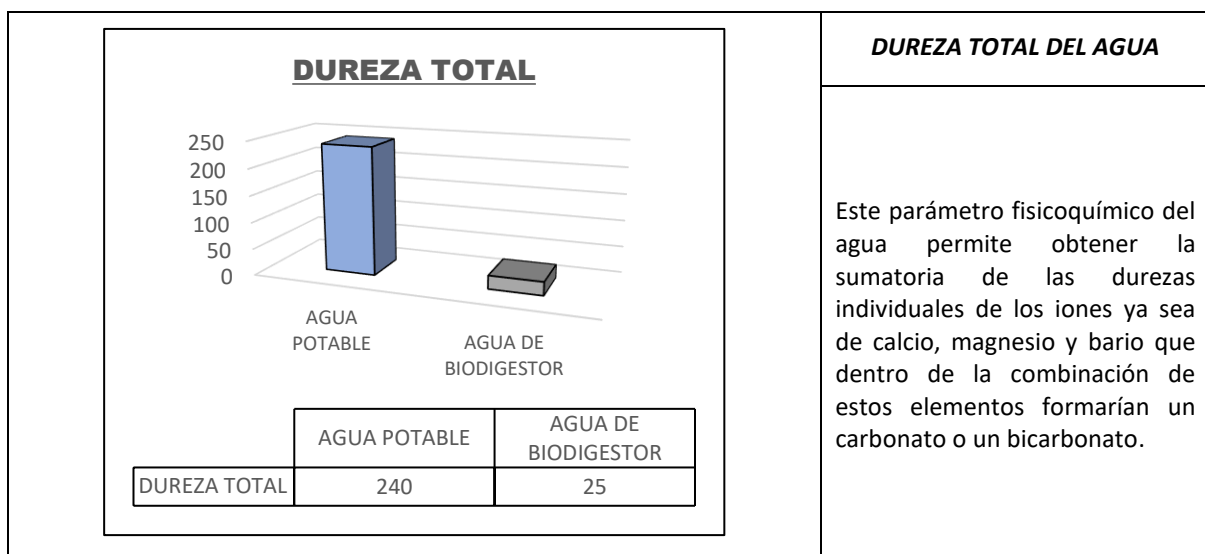 DUREZA TOTAL
250
200
150
100
50
0
AGUA
POTABLE
AGUA DE
BIODIGESTOR
AGUA POTABLE
AGUA DE
BIODIGESTOR
DUREZA TOTAL
240
25
DUREZA TOTAL DEL AGUA
Este parámetro fisicoquímico del
agua permite obtener la
sumatoria de las durezas
individuales de los iones ya sea
de calcio, magnesio y bario que
dentro de la combinación de
estos elementos formarían un
carbonato o un bicarbonato.